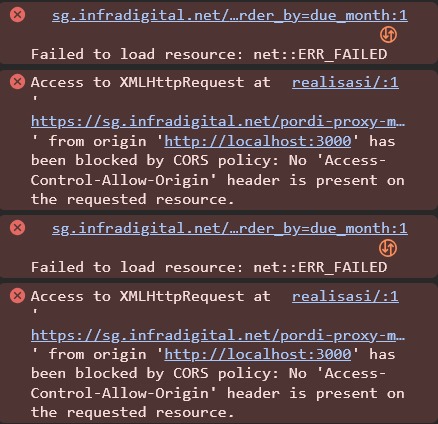 sg.infradigital.net/…rder_by=due_month:1
Failed to load resource: net::ERR_FAILED
Access to XMLHttpRequest at realisasi/:1
'
https://sg.infradigital.net/pordi-proxy-m…
' from origin 'http://localhost:3000' has
been blocked by CORS policy: No 'Access-
Control-Allow-Origin' header is present on
the requested resource.
sg.infradigital.net/…rder_by=due_month:1
Failed to load resource: net::ERR_FAILED
Access to XMLHttpRequest at realisasi/:1
'
https://sg.infradigital.net/pordi-proxy-m…
' from origin 'http://localhost:3000' has
been blocked by CORS policy: No 'Access-
Control-Allow-Origin' header is present on
the requested resource.